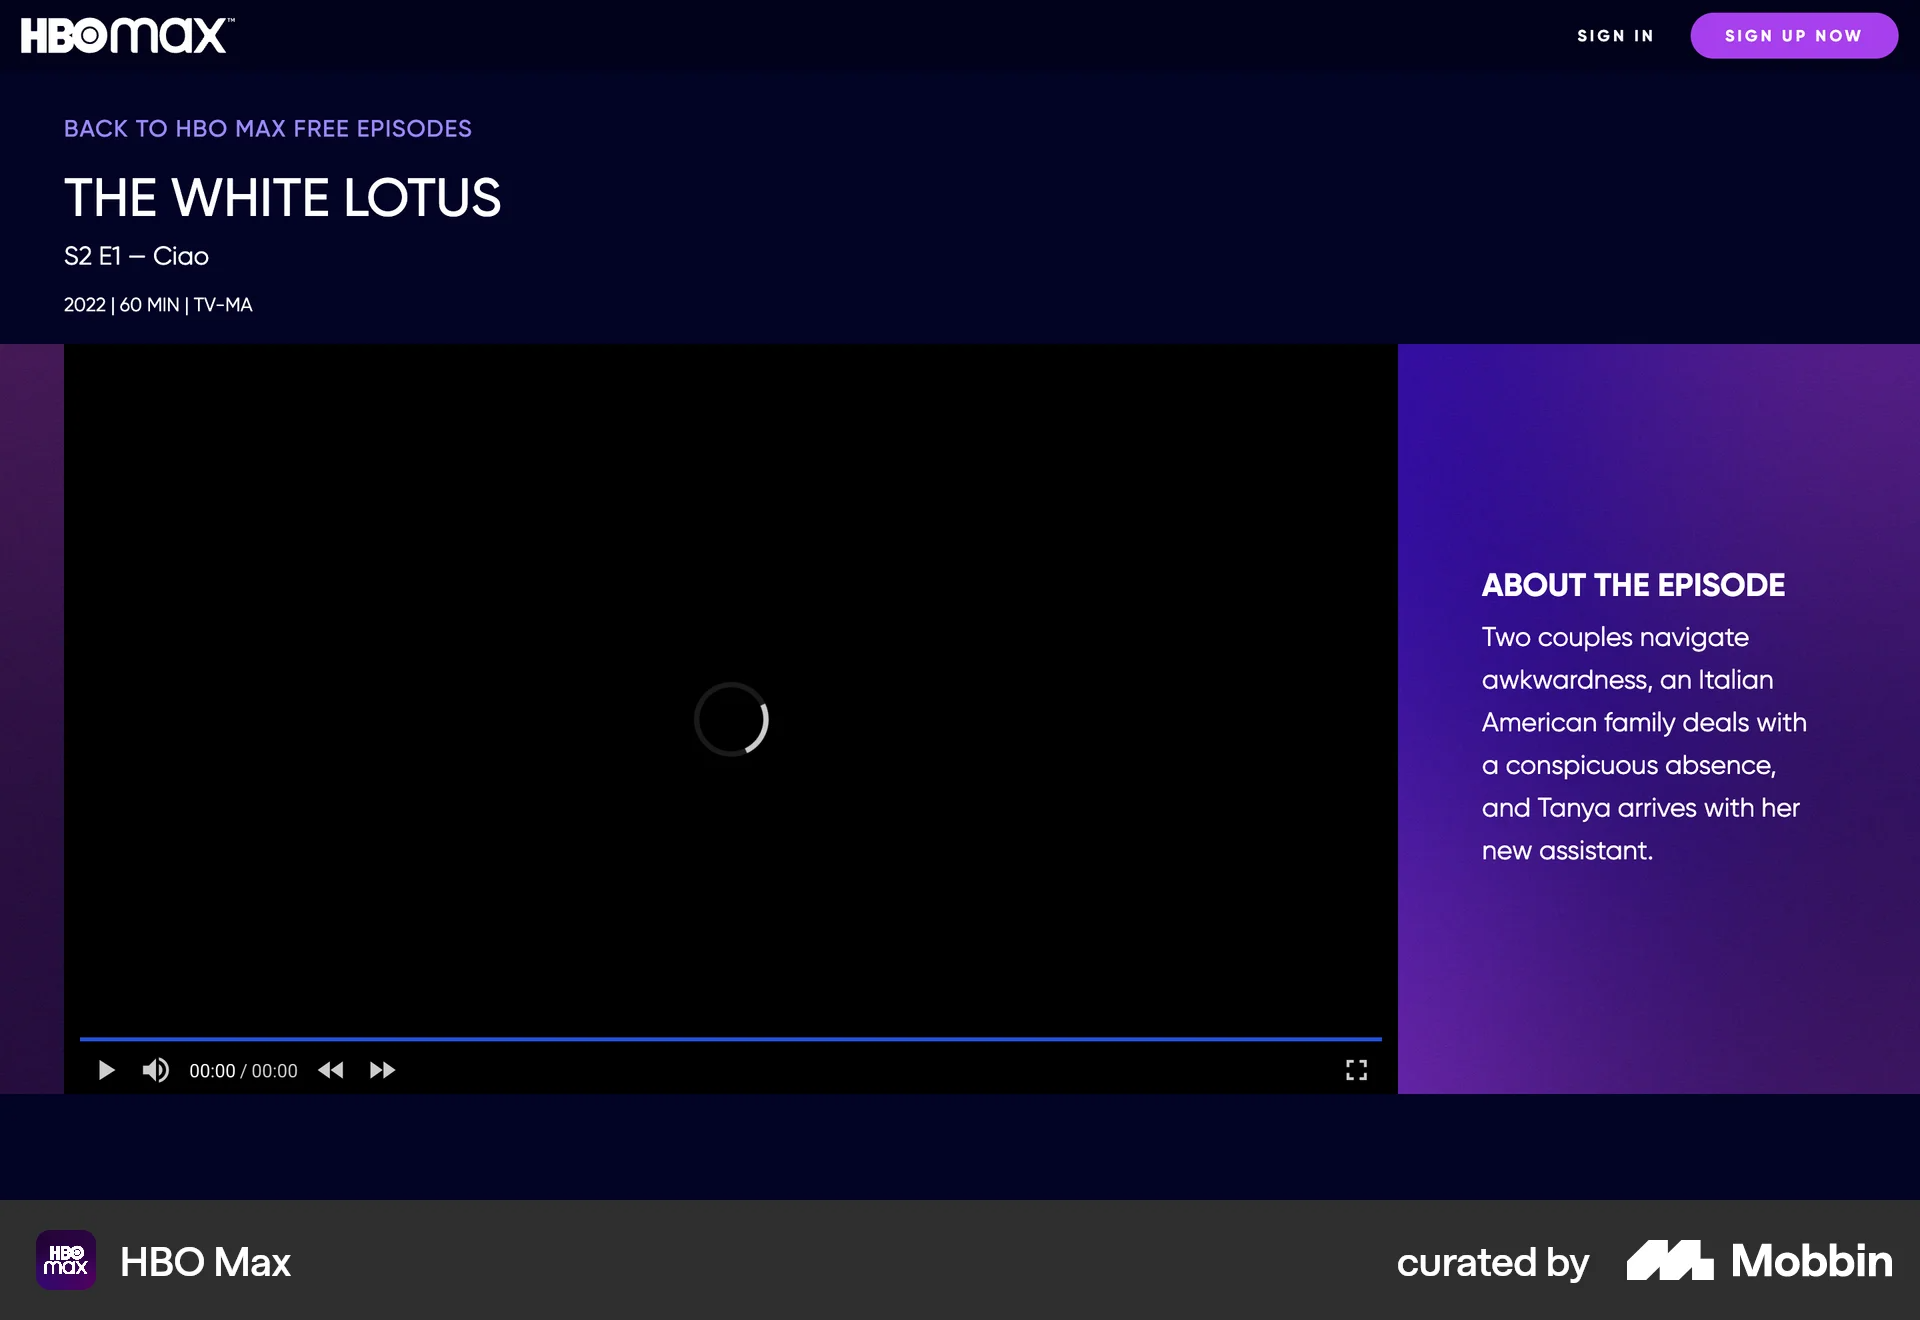 HBOmax™
SIGN IN
SIGN UP NOW
BACK TO HBO MAX FREE EPISODES
THE WHITE LOTUS
S2 E1 — Ciao
2022 | 60 MIN | TV-MA
ABOUT THE EPISODE
Two couples navigate
awkwardness, an Italian
American family deals with
a conspicuous absence,
and Tanya arrives with her
new assistant.
00:00 / 00:00
HBO
max
HBO Max
curated by
Mobbin